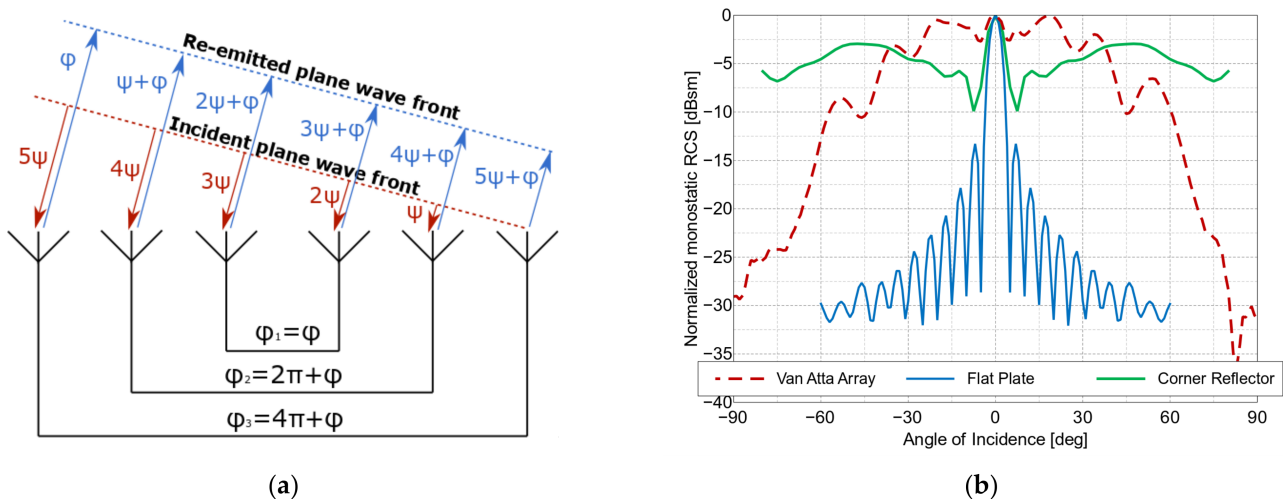 Re-emitted plane wave front
Incident plane wave front
φ
ψ+φ
2ψ+φ
3ψ+φ
4ψ+φ
5ψ+φ
5ψ
4ψ
3ψ
2ψ
ψ
φ₁=φ
φ₂=2π+φ
φ₃=4π+φ
(a)
Normalized monostatic RCS [dBsm]
0
−5
−10
−15
−20
−25
−30
−35
−40
Van Atta Array
Flat Plate
Corner Reflector
−90
−60
−30
0
30
60
90
Angle of Incidence [deg]
(b)